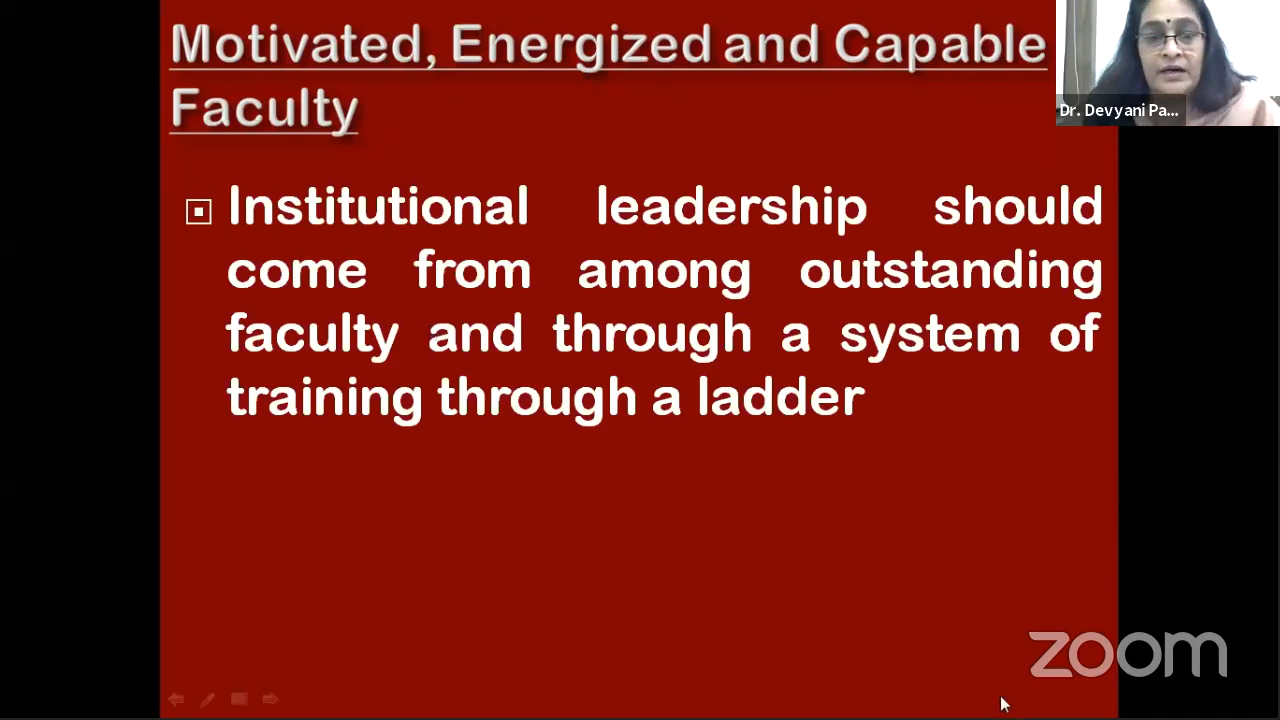 Motivated, Energized and Capable
Faculty
Dr. Devyani Pa...
Institutional leadership should
come from among outstanding
faculty and through a system of
training through a ladder
zoom